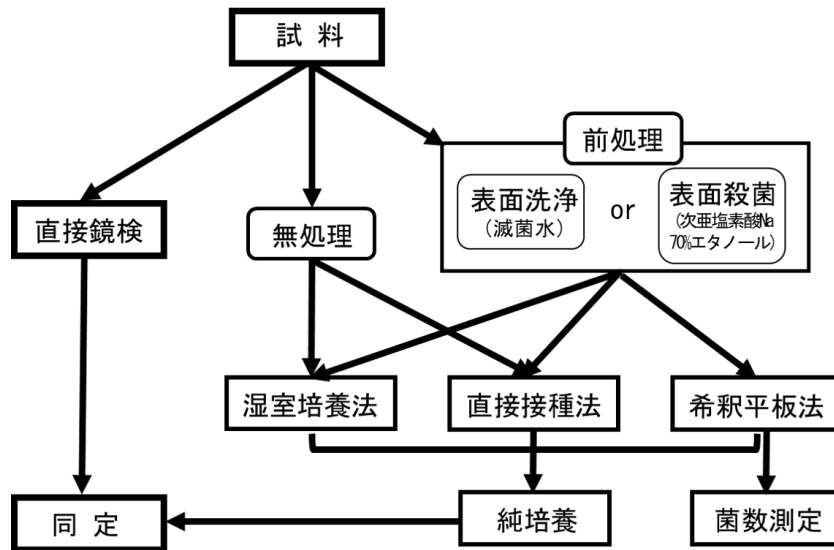 試 料
前処理
表面洗浄
(滅菌水)
or
表面殺菌
(次亜塩素酸Na
70%エタノール)
直接鏡検
無処理
湿室培養法
直接接種法
希釈平板法
同 定
純培養
菌数測定